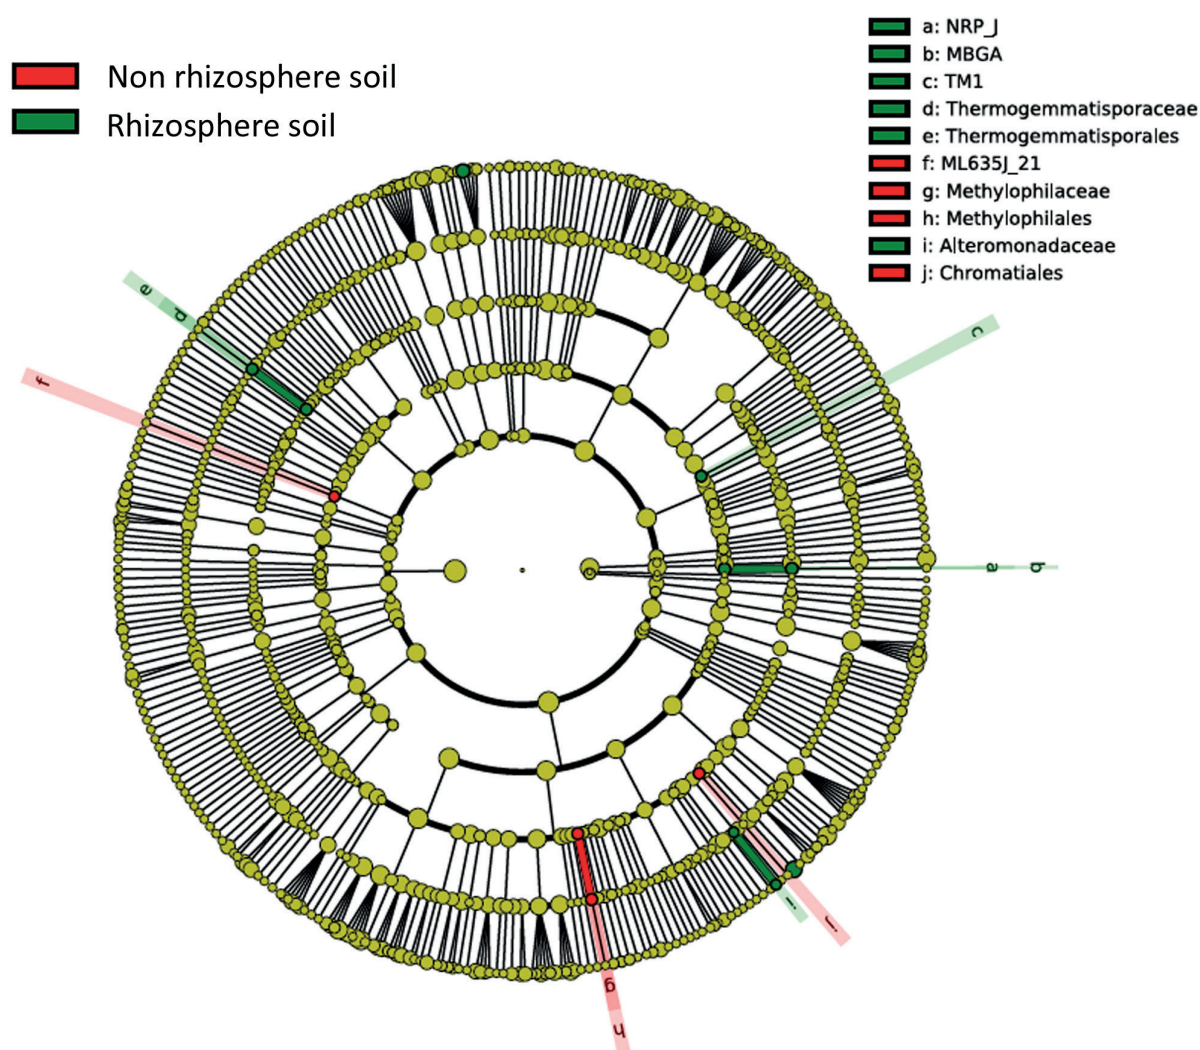 Non rhizosphere soil
Rhizosphere soil
a: NRP_J
b: MBGA
c: TM1
d: Thermogemmatisporaceae
e: Thermogemmatisporales
f: ML635J_21
g: Methylophilaceae
h: Methylophilales
i: Alteromonadaceae
j: Chromatiales
e
d
f
c
a
b
i
j
g
h